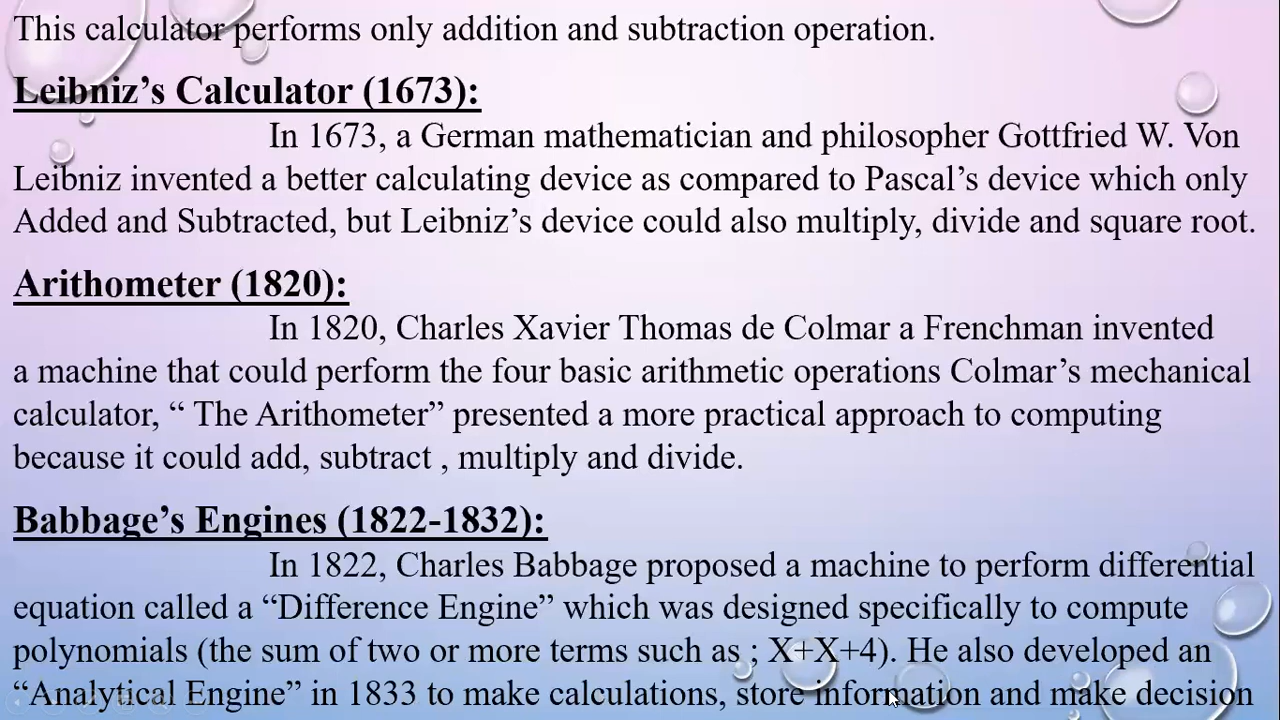 This calculator performs only addition and subtraction operation.
Leibniz’s Calculator (1673):
In 1673, a German mathematician and philosopher Gottfried W. Von
Leibniz invented a better calculating device as compared to Pascal’s device which only
Added and Subtracted, but Leibniz’s device could also multiply, divide and square root.
Arithometer (1820):
In 1820, Charles Xavier Thomas de Colmar a Frenchman invented
a machine that could perform the four basic arithmetic operations Colmar’s mechanical
calculator, “ The Arithometer” presented a more practical approach to computing
because it could add, subtract , multiply and divide.
Babbage’s Engines (1822-1832):
In 1822, Charles Babbage proposed a machine to perform differential
equation called a “Difference Engine” which was designed specifically to compute
polynomials (the sum of two or more terms such as ; X+X+4). He also developed an
“Analytical Engine” in 1833 to make calculations, store information and make decision